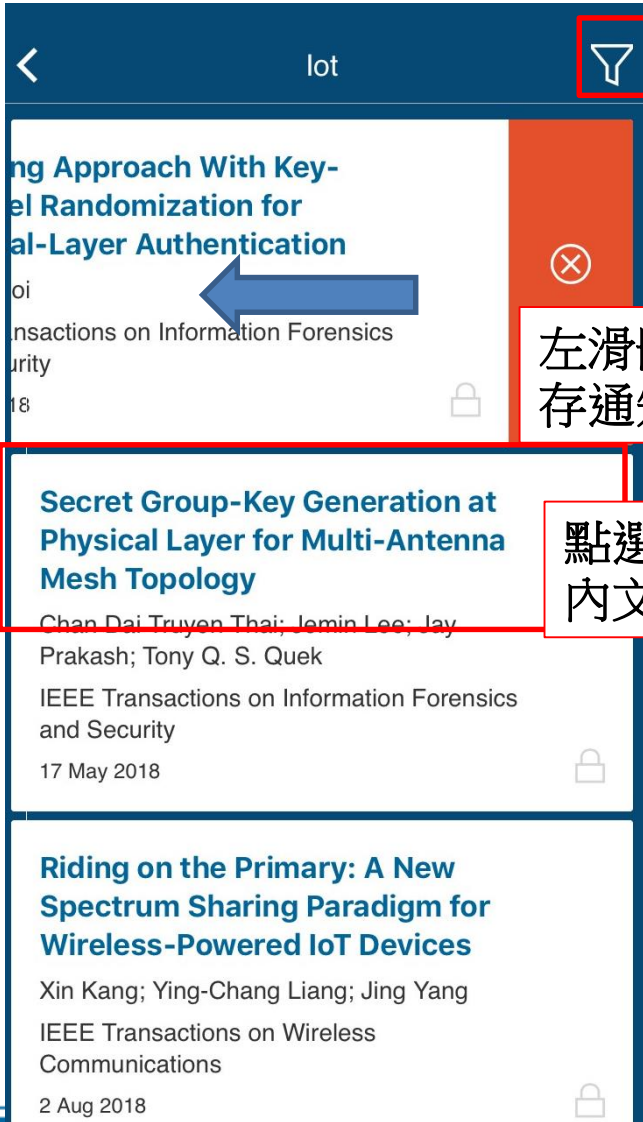 Iot
ng Approach With Key-
el Randomization for
al-Layer Authentication
oi
nsactions on Information Forensics
urity
18
左滑
存通
Secret Group-Key Generation at
Physical Layer for Multi-Antenna
Mesh Topology
點選
內文
Chan Dai Truyen Thai; Jemin Lee; Jay
Prakash; Tony Q. S. Quek
IEEE Transactions on Information Forensics
and Security
17 May 2018
Riding on the Primary: A New
Spectrum Sharing Paradigm for
Wireless-Powered IoT Devices
Xin Kang; Ying-Chang Liang; Jing Yang
IEEE Transactions on Wireless
Communications
2 Aug 2018